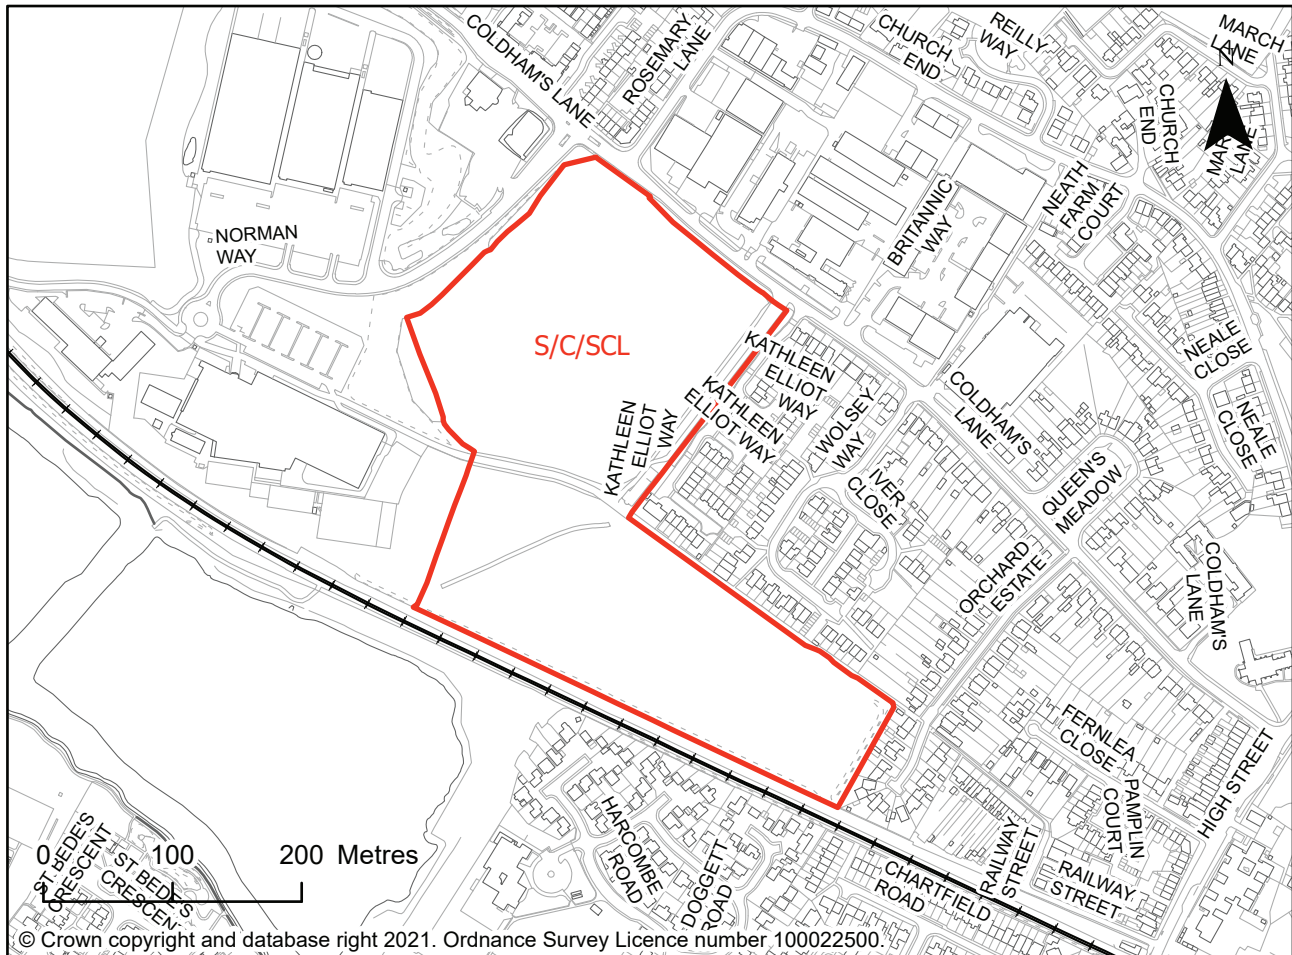 COLDHAM'S LANE
ROSEMARY
LANE
CHURCH
END
REILLY
WAY
MARCH
LANE
N
CHURCH
END
LANE
NEATH
FARM
COURT
BRITANNIC
WAY
NORMAN
WAY
S/C/SCL
KATHLEEN
ELLIOT
WAY
KATHLEEN
ELLIOT WAY
KATHLEEN
ELLIOT
WAY
WOLSEY
WAY
IVER
CLOSE
COLDHAM'S
LANE
NEALE
CLOSE
NEALE
CLOSE
QUEEN'S
MEADOW
ORCHARD
ESTATE
COLDHAM'S
LANE
FERNLEA
CLOSE
PAMPLIN
COURT
HIGH STREET
RAILWAY
STREET
RAILWAY
STREET
CHARTFIELD
ROAD
HARCOMBE
ROAD
DOGGETT
ROAD
ST.BEDE'S
CRESCENT
ST BEDE'S
CRESCENT
0 100 200 Metres
© Crown copyright and database right 2021. Ordnance Survey Licence number 100022500.